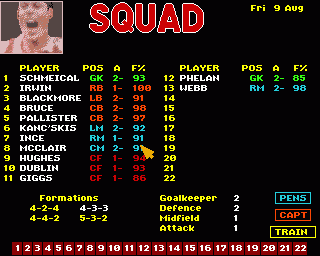 SQUAD
Fri 9 Aug
PLAYER POS A F% PLAYER POS A F%
1 SCHMEICAL GK 2- 93 12 PHELAN GK 2- 85
2 IRWIN RB 1- 100 13 WEBB RM 2- 98
3 BLACKMORE LB 2- 91 14
4 BRUCE CB 2- 98 15
5 PALLISTER CB 2- 97 16
6 KANC'SKIS LM 2- 92 17
7 INCE RM 1- 91 18
8 MCCLAIR CM 2- 9 19
9 HUGHES CF 1- 94 20
10 DUBLIN CF 1- 93 21
11 GIGGS CF 1- 86 22
Formations
4-2-4 4-3-3
4-4-2 5-3-2
Goalkeeper 2
Defence 2
Midfield 1
Attack 1
PENS
CAPT
TRAIN
1 2 3 4 5 6 7 8 9 10 11 12 13 14 15 16 17 18 19 20 21 22